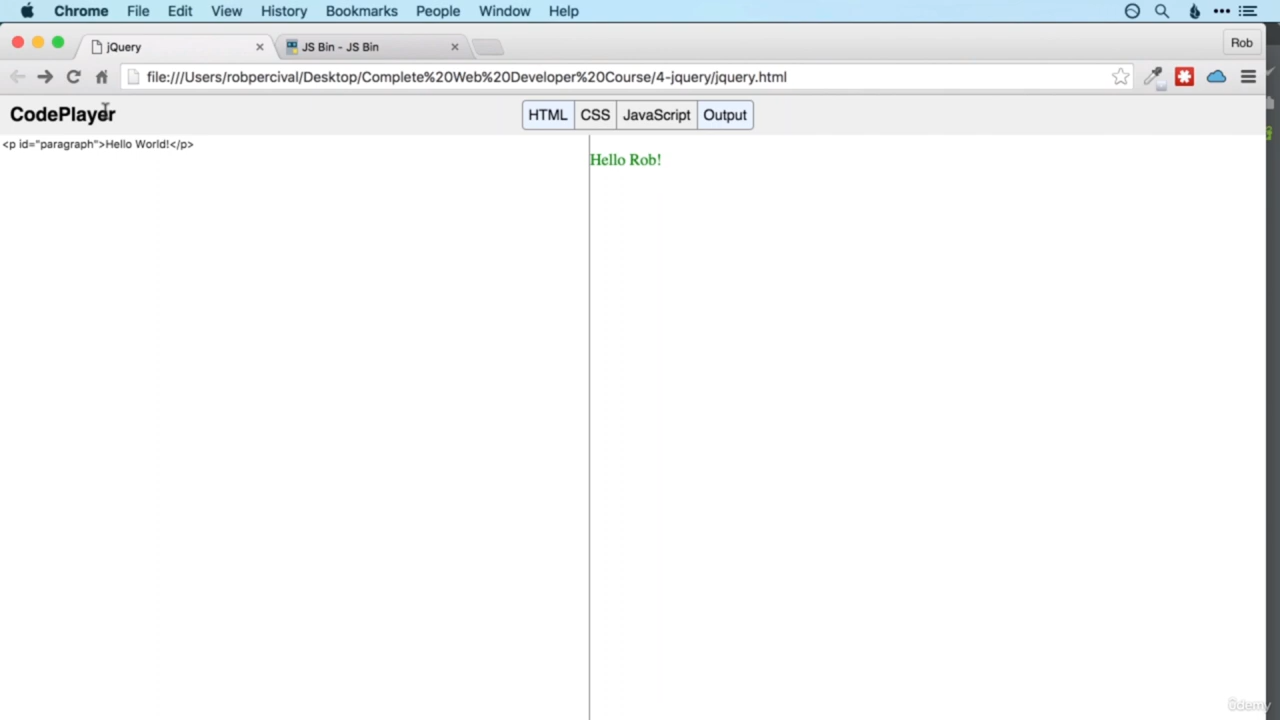 Chrome File Edit View History Bookmarks People Window Help
jQuery JS Bin - JS Bin Rob
file:///Users/robpercival/Desktop/Complete%20Web%20Developer%20Course/4-jquery/jquery.html
CodePlayer HTML CSS JavaScript Output
<p id="paragraph">Hello World!</p>
Hello Rob!
ûdemy